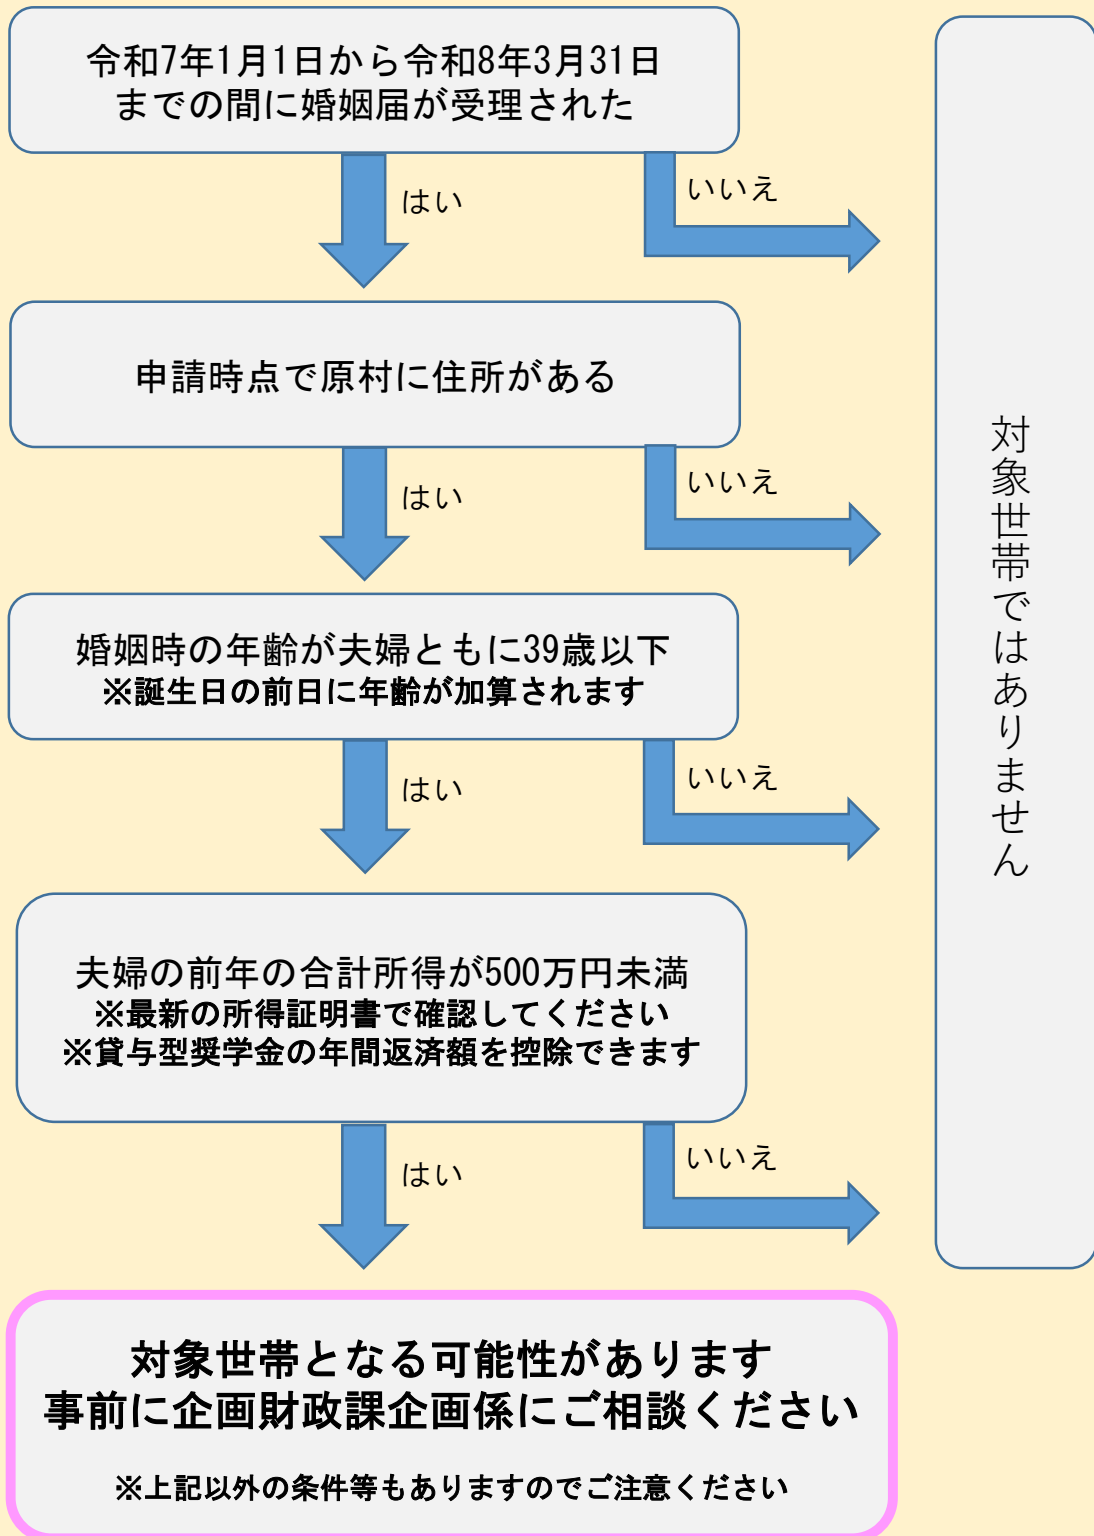 令和7年1月1日から令和8年3月31日
までの間に婚姻届が受理された
はい
いいえ
申請時点で原村に住所がある
はい
いいえ
婚姻時の年齢が夫婦ともに39歳以下
※誕生日の前日に年齢が加算されます
はい
いいえ
夫婦の前年の合計所得が500万円未満
※最新の所得証明書で確認してください
※貸与型奨学金の年間返済額を控除できます
はい
いいえ
対象世帯ではありません
対象世帯となる可能性があります
事前に企画財政課企画係にご相談ください
※上記以外の条件等もありますのでご注意ください